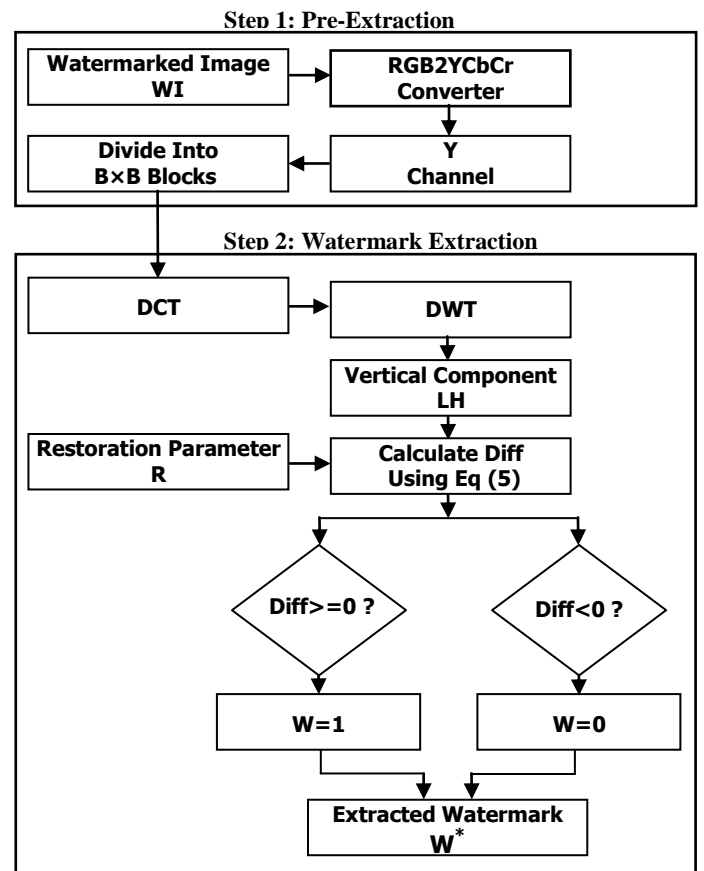 Step 1: Pre-Extraction
Watermarked Image
WI
RGB2YCbCr
Converter
Divide Into
B×B Blocks
Y
Channel
Step 2: Watermark Extraction
DCT
DWT
Vertical Component
LH
Restoration Parameter
R
Calculate Diff
Using Eq (5)
Diff>=0 ?
Diff<0 ?
W=1
W=0
Extracted Watermark
W*